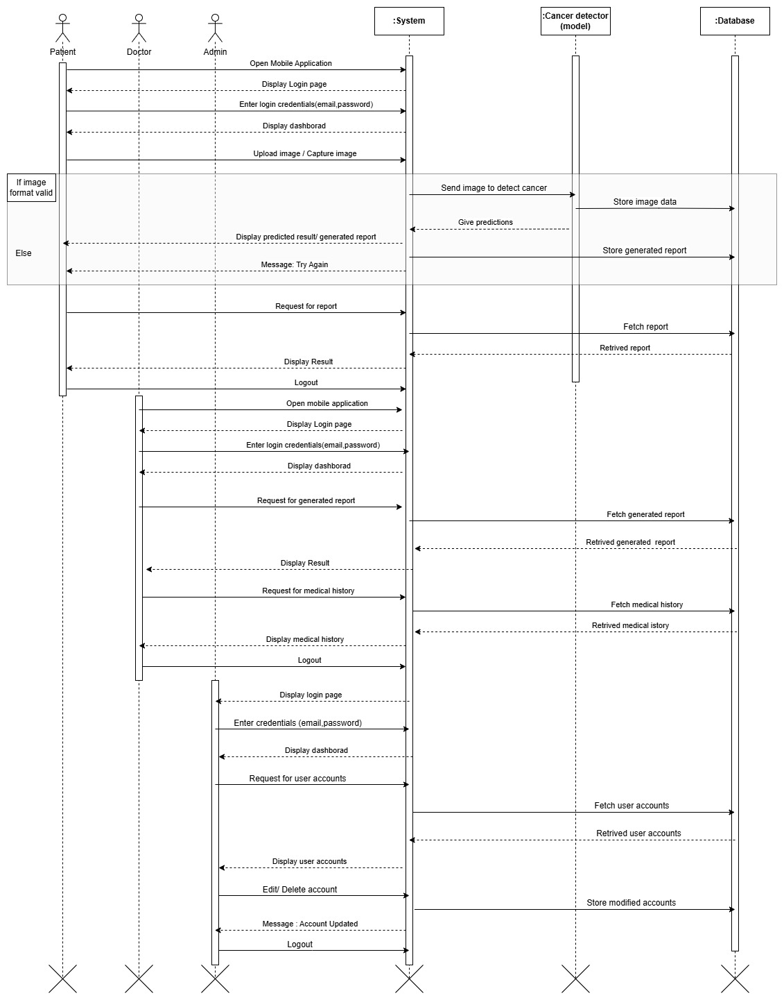 :System
:Cancer detector
(model)
:Database
Patient
Doctor
Admin
Open Mobile Application
Display Login page
Enter login credentials(email,password)
Display dashborad
Upload image / Capture image
If image
format valid
Send image to detect cancer
Store image data
Give predictions
Display predicted result/ generated report
Else
Store generated report
Message: Try Again
Request for report
Fetch report
Retrived report
Display Result
Logout
Open mobile application
Display Login page
Enter login credentials(email,password)
Display dashborad
Request for generated report
Fetch generated report
Retrived generated  report
Display Result
Request for medical history
Fetch medical history
Retrived medical istory
Display medical history
Logout
Display login page
Enter credentials (email,password)
Display dashborad
Request for user accounts
Fetch user accounts
Retrived user accounts
Display user accounts
Edit/ Delete account
Store modified accounts
Message : Account Updated
Logout